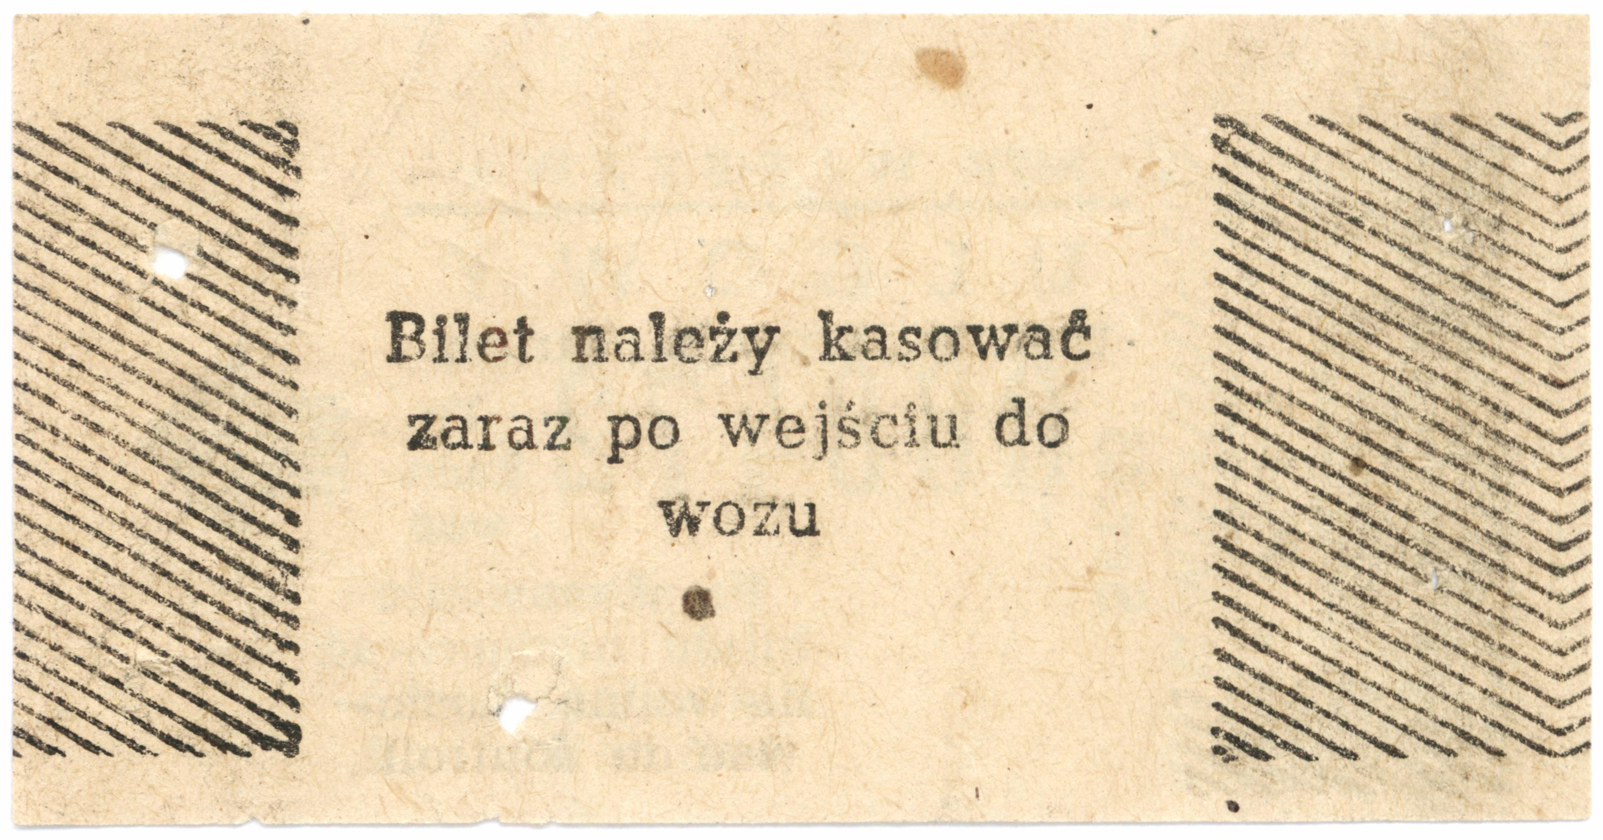 Bilet należy kasować
zaraz po wejściu do
wozu